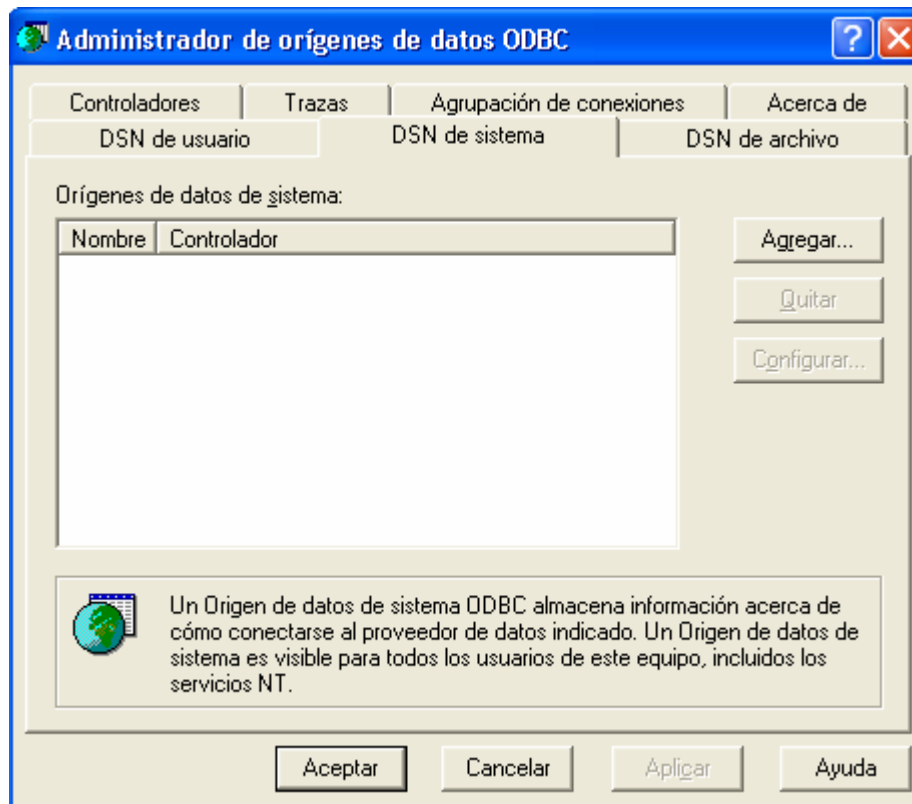 Administrador de orígenes de datos ODBC
Controladores Trazas Agrupación de conexiones Acerca de
DSN de usuario DSN de sistema DSN de archivo
Orígenes de datos de sistema:
Nombre Controlador
Agregar...
Quitar
Configurar...
Un Origen de datos de sistema ODBC almacena información acerca de
cómo conectarse al proveedor de datos indicado. Un Origen de datos de
sistema es visible para todos los usuarios de este equipo, incluidos los
servicios NT.
Aceptar Cancelar Aplicar Ayuda